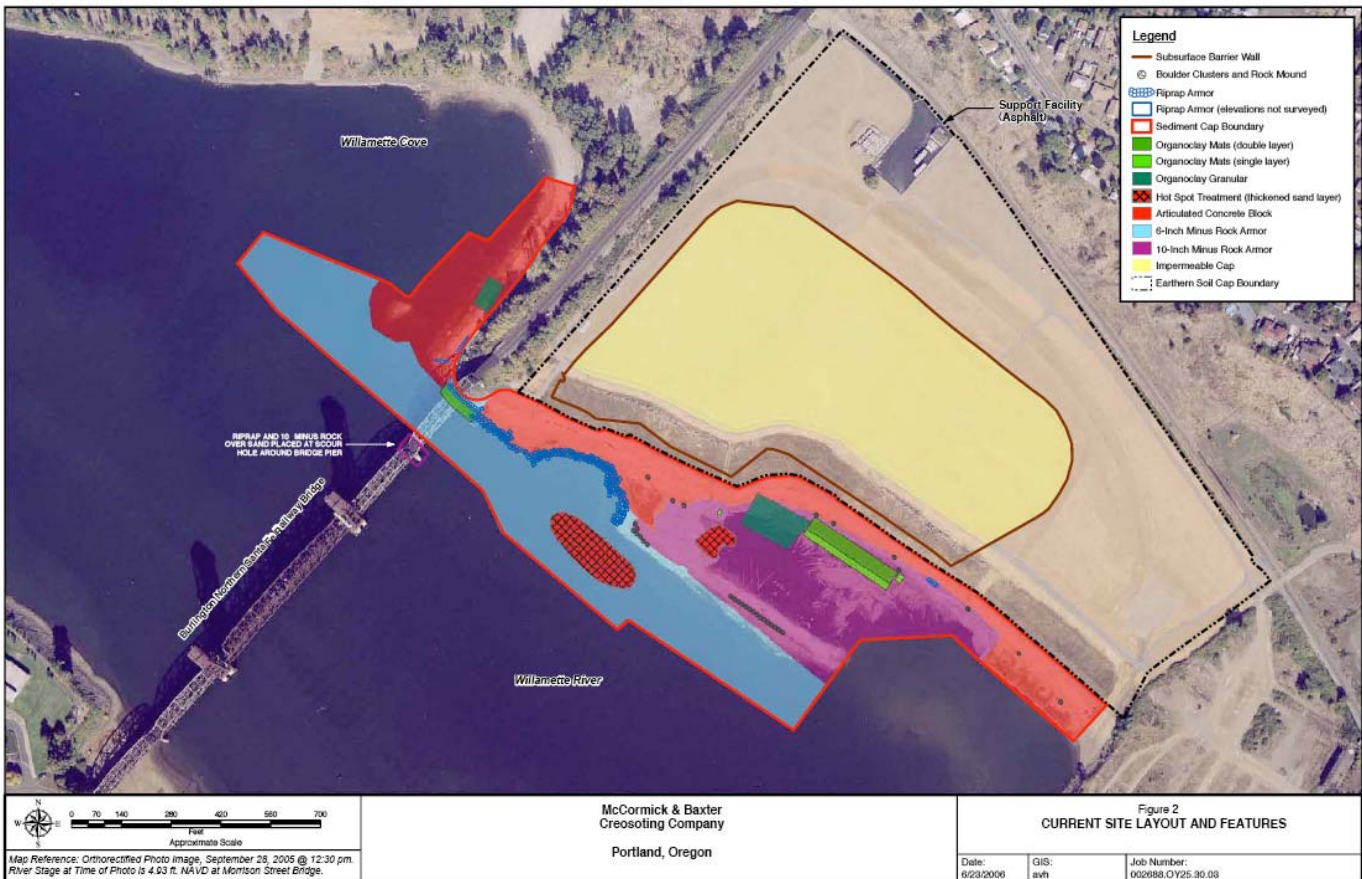 Legend
Subsurface Barrier Wall
Boulder Clusters and Rock Mound
Riprap Armor
Riprap Armor (elevations not surveyed)
Sediment Cap Boundary
Organoclay Mats (double layer)
Organoclay Mats (single layer)
Organoclay Granular
Hot Spot Treatment (thickened sand layer)
Articulated Concrete Block
6-Inch Minus Rock Armor
10-Inch Minus Rock Armor
Impermeable Cap
Earthern Soil Cap Boundary
Support Facility
(Asphalt)
Willamette Cove
RIPRAP AND 10 MINUS ROCK
OVER SAND PLACED AT SCOUR
HOLE AROUND BRIDGE PIER
Burlington Northern Santa Fe Railway Bridge
Willamette River
N
W E
S
0 70 140 280 420 560 700
Feet
Approximate Scale
Map Reference: Orthorectified Photo Image, September 28, 2005 @ 12:30 pm.
River Stage at Time of Photo is 4.93 ft. NAVD at Morrison Street Bridge.
McCormick & Baxter
Creosoting Company
Portland, Oregon
Figure 2
CURRENT SITE LAYOUT AND FEATURES
Date:
6/23/2006
GIS:
avh
Job Number:
002688.OY25.30.03